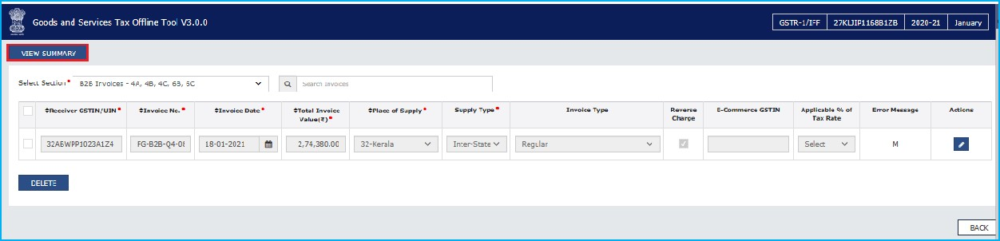 Goods and Services Tax Offline Tool V3.0.0
GSTR-1/IFF 27KLJIP1168B1ZB 2020-21 January
VIEW SUMMARY
Select Section• B2B Invoices - 4A, 4B, 4C, 6B, 6C Search Invoices
Receiver GSTIN/UIN• Invoice No.• Invoice Date• Total Invoice Value(₹)• Place of Supply• Supply Type• Invoice Type Reverse Charge E-Commerce GSTIN Applicable % of Tax Rate Error Message Actions
32ABWPP1023A1Z4 FG-B2B-Q4-08 18-01-2021 2,74,380.00 32-Kerala Inter-State Regular Select M
DELETE
BACK